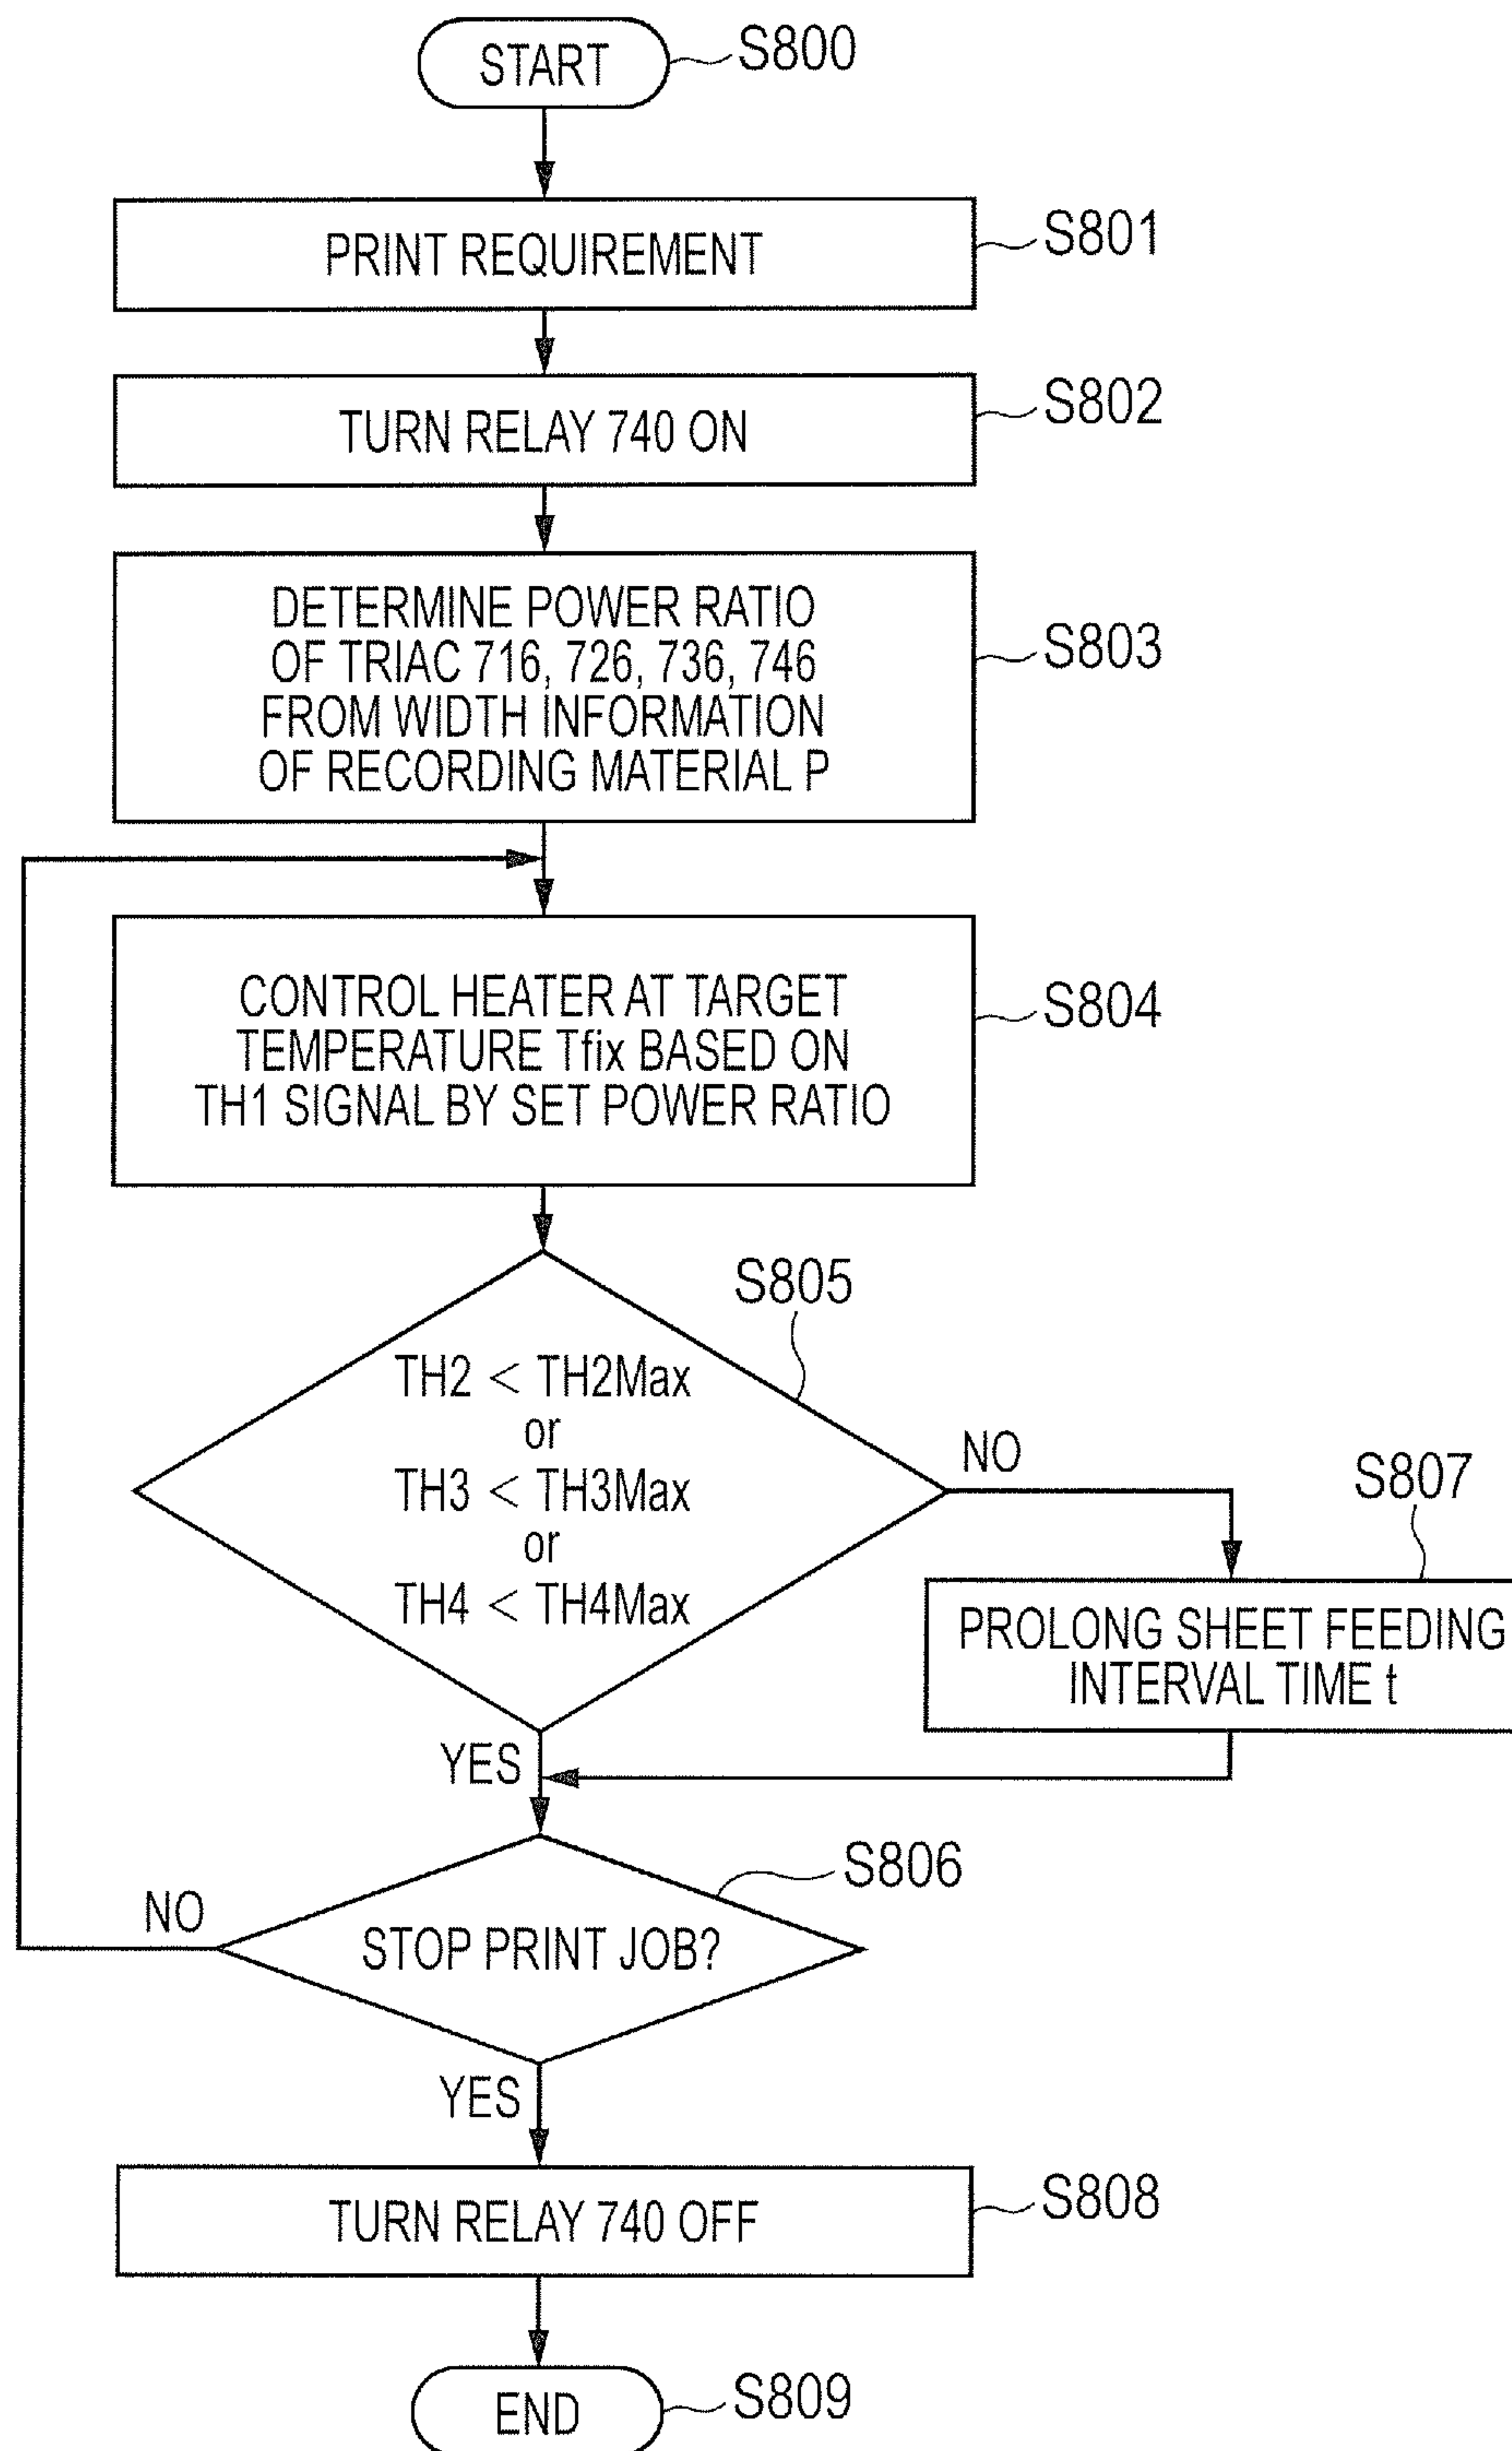 START
S800
PRINT REQUIREMENT
S801
TURN RELAY 740 ON
S802
DETERMINE POWER RATIO
OF TRIAC 716, 726, 736, 746
FROM WIDTH INFORMATION
OF RECORDING MATERIAL P
S803
CONTROL HEATER AT TARGET
TEMPERATURE Tfix BASED ON
TH1 SIGNAL BY SET POWER RATIO
S804
S805
TH2 < TH2Max
or
TH3 < TH3Max
or
TH4 < TH4Max
NO
S807
PROLONG SHEET FEEDING
INTERVAL TIME t
YES
S806
NO
STOP PRINT JOB?
YES
TURN RELAY 740 OFF
S808
END
S809